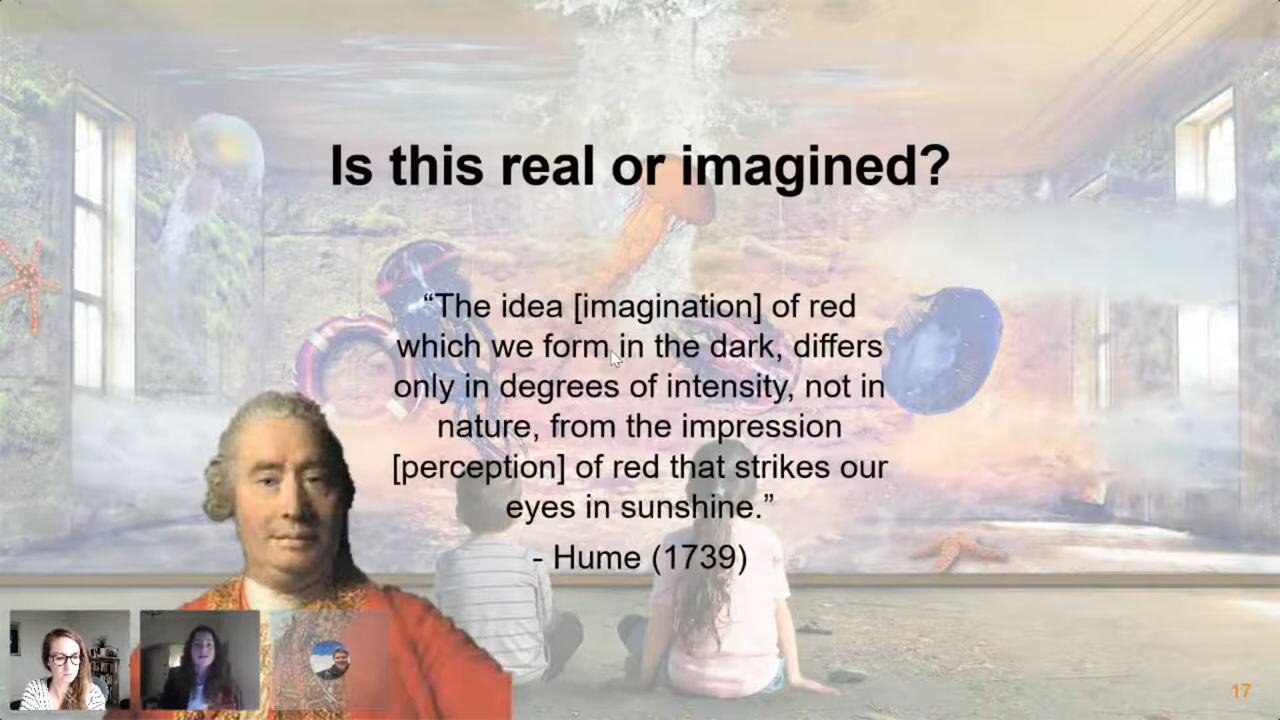 Is this real or imagined?
“The idea [imagination] of red
which we form in the dark, differs
only in degrees of intensity, not in
nature, from the impression
[perception] of red that strikes our
eyes in sunshine.”
- Hume (1739)
17